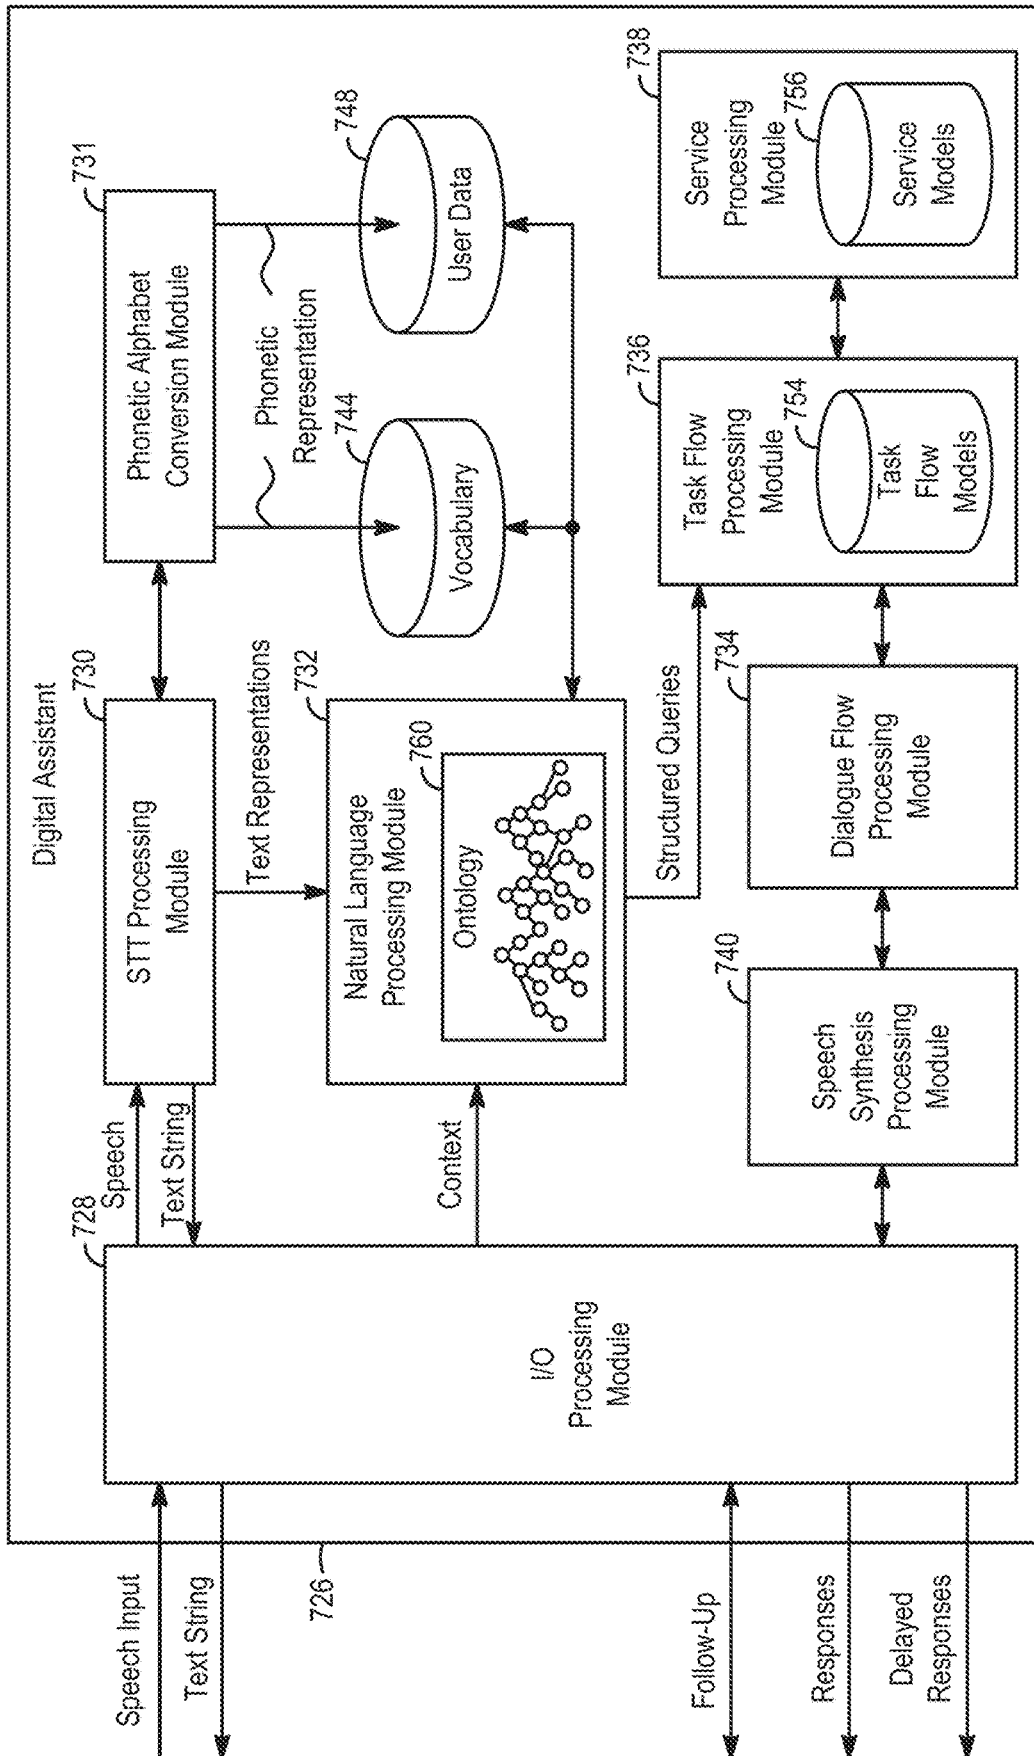 Digital Assistant
Speech Input
Text String
726
Follow-Up
Responses
Delayed
Responses
728
I/O
Processing
Module
Speech
Text String
Context
730
STT Processing
Module
Text Representations
731
Phonetic Alphabet
Conversion Module
Phonetic
Representation
744
Vocabulary
748
User Data
732
Natural Language
Processing Module
760
Ontology
Structured Queries
740
Speech
Synthesis
Processing
Module
734
Dialogue Flow
Processing
Module
736
Task Flow
Processing
Module
754
Task
Flow
Models
738
Service
Processing
Module
756
Service
Models